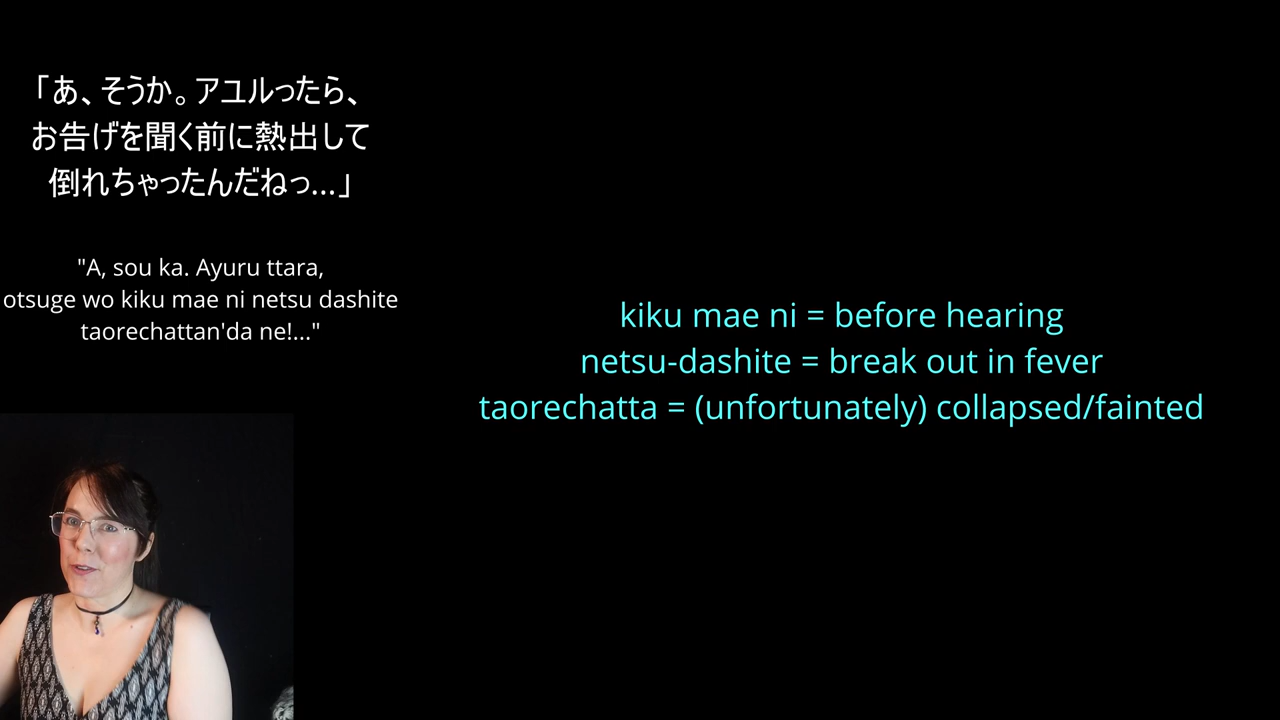 「あ、そうか。アユルったら、
お告げを聞く前に熱出して
倒れちゃったんだねっ...」
"A, sou ka. Ayuru ttara,
otsuge wo kiku mae ni netsu dashite
taorechattan'da ne!..."
kiku mae ni = before hearing
netsu-dashite = break out in fever
taorechatta = (unfortunately) collapsed/fainted